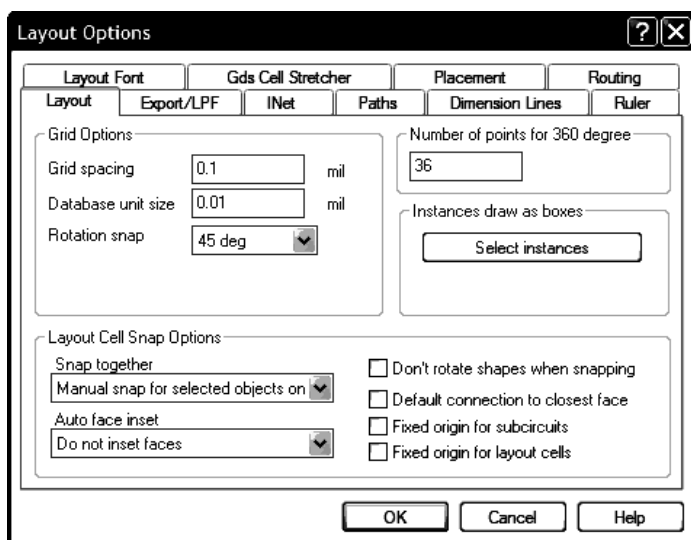 Layout Options
Layout Font Gds Cell Stretcher Placement Routing
Layout Export/LPF INet Paths Dimension Lines Ruler
Grid Options
Grid spacing 0.1 mil
Database unit size 0.01 mil
Rotation snap 45 deg
Number of points for 360 degree
36
Instances draw as boxes
Select instances
Layout Cell Snap Options
Snap together
Manual snap for selected objects on
Auto face inset
Do not inset faces
Don't rotate shapes when snapping
Default connection to closest face
Fixed origin for subcircuits
Fixed origin for layout cells
OK Cancel Help